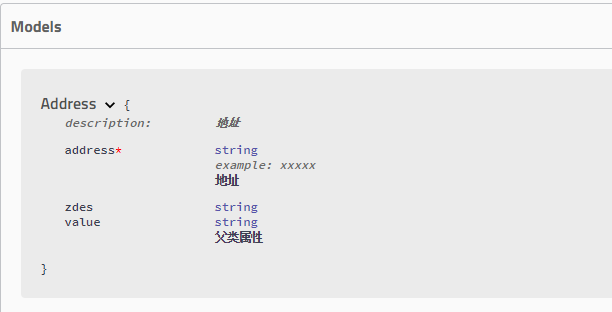 Models
Address {
description: 地址
address* string
example: xxxxx
地址
zdes string
value string
父类属性
}